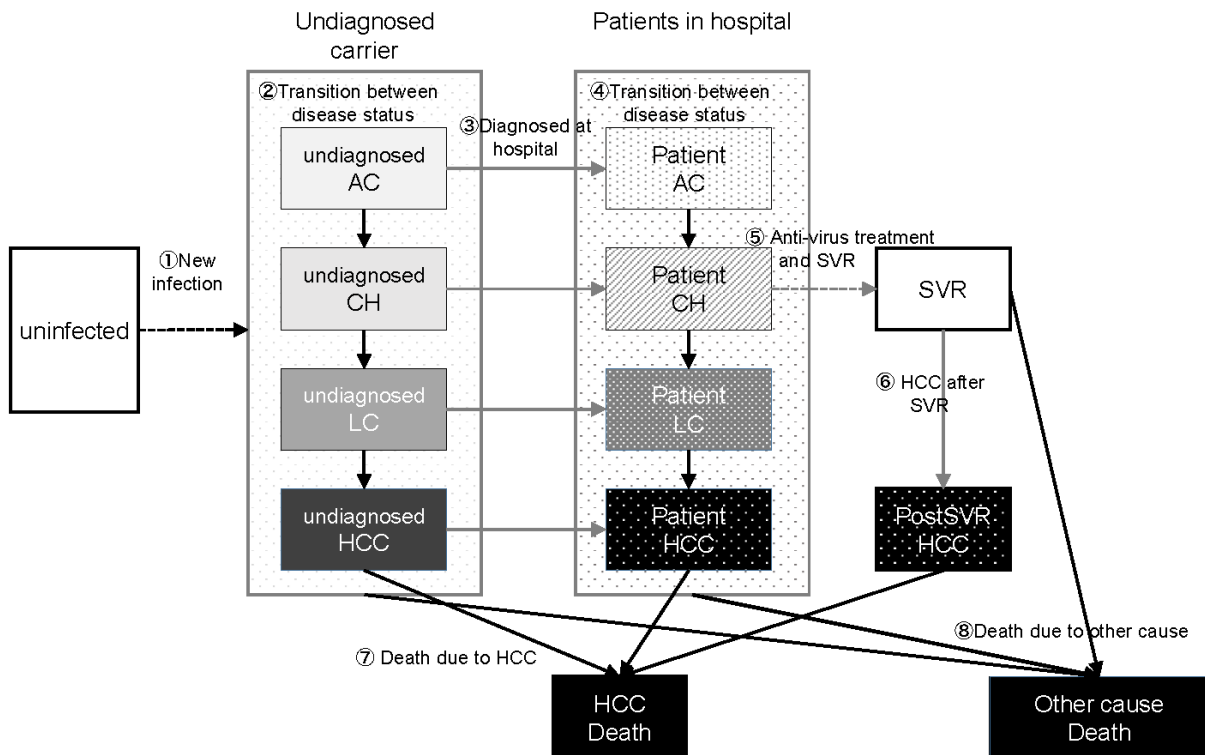 Undiagnosed
carrier
Patients in hospital
②Transition between
disease status
③Diagnosed at
hospital
④Transition between
disease status
undiagnosed
AC
Patient
AC
①New
infection
uninfected
undiagnosed
CH
Patient
CH
⑤ Anti-virus treatment
and SVR
SVR
undiagnosed
LC
Patient
LC
⑥ HCC after
SVR
undiagnosed
HCC
Patient
HCC
PostSVR
HCC
⑦ Death due to HCC
⑧Death due to other cause
HCC
Death
Other cause
Death